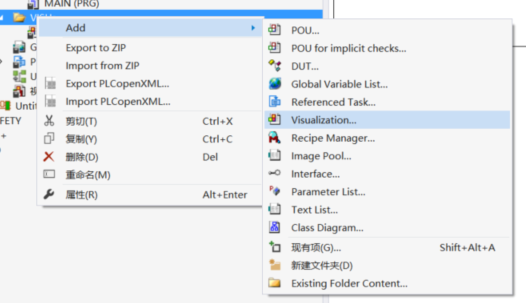 MAIN (PRG)
VISU
Add
Export to ZIP
Import from ZIP
Export PLCopenXML...
Import PLCopenXML...
剪切(T) Ctrl+X
复制(Y) Ctrl+C
删除(D) Del
重命名(M)
属性(R) Alt+Enter
POU...
POU for implicit checks...
DUT...
Global Variable List...
Referenced Task...
Visualization...
Recipe Manager...
Image Pool...
Interface...
Parameter List...
Text List...
Class Diagram...
现有项(G)... Shift+Alt+A
新建文件夹(D)
Existing Folder Content...
G
P
U
视
Untit
FETY